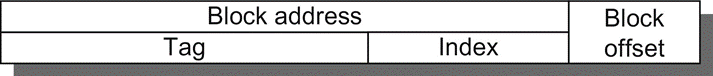 Block address
Tag
Index
Block
offset